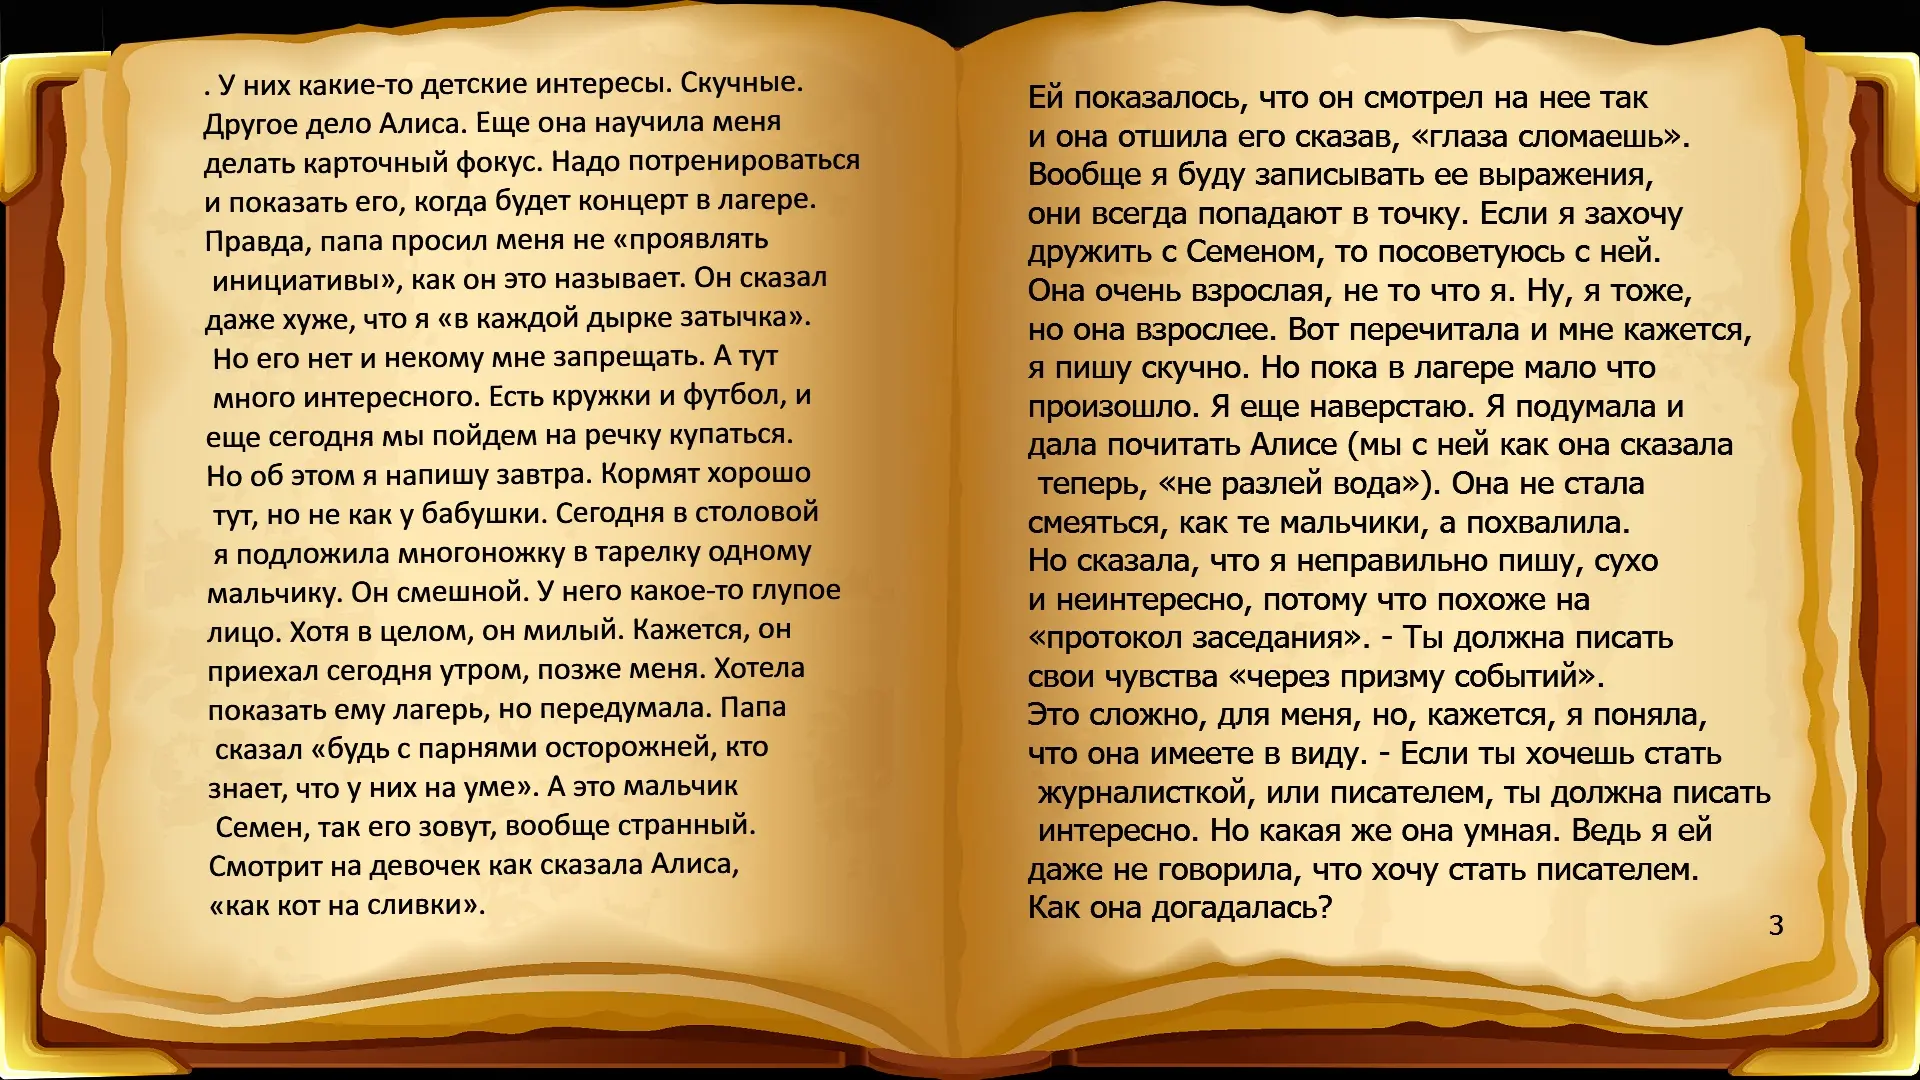 . У них какие-то детские интересы. Скучные.
Другое дело Алиса. Еще она научила меня
делать карточный фокус. Надо потренироваться
и показать его, когда будет концерт в лагере.
Правда, папа просил меня не «проявлять
инициативы», как он это называет. Он сказал
даже хуже, что я «в каждой дырке затычка».
Но его нет и некому мне запрещать. А тут
много интересного. Есть кружки и футбол, и
еще сегодня мы пойдем на речку купаться.
Но об этом я напишу завтра. Кормят хорошо
тут, но не как у бабушки. Сегодня в столовой
я подложила многоножку в тарелку одному
мальчику. Он смешной. У него какое-то глупое
лицо. Хотя в целом, он милый. Кажется, он
приехал сегодня утром, позже меня. Хотела
показать ему лагерь, но передумала. Папа
сказал «будь с парнями осторожней, кто
знает, что у них на уме». А это мальчик
Семен, так его зовут, вообще странный.
Смотрит на девочек как сказала Алиса,
«как кот на сливки».
Ей показалось, что он смотрел на нее так
и она отшила его сказав, «глаза сломаешь».
Вообще я буду записывать ее выражения,
они всегда попадают в точку. Если я захочу
дружить с Семеном, то посоветуюсь с ней.
Она очень взрослая, не то что я. Ну, я тоже,
но она взрослее. Вот перечитала и мне кажется,
я пишу скучно. Но пока в лагере мало что
произошло. Я еще наверстаю. Я подумала и
дала почитать Алисе (мы с ней как она сказала
теперь, «не разлей вода»). Она не стала
смеяться, как те мальчики, а похвалила.
Но сказала, что я неправильно пишу, сухо
и неинтересно, потому что похоже на
«протокол заседания». - Ты должна писать
свои чувства «через призму событий».
Это сложно, для меня, но, кажется, я поняла,
что она имеете в виду. - Если ты хочешь стать
журналисткой, или писателем, ты должна писать
интересно. Но какая же она умная. Ведь я ей
даже не говорила, что хочу стать писателем.
Как она догадалась?
3